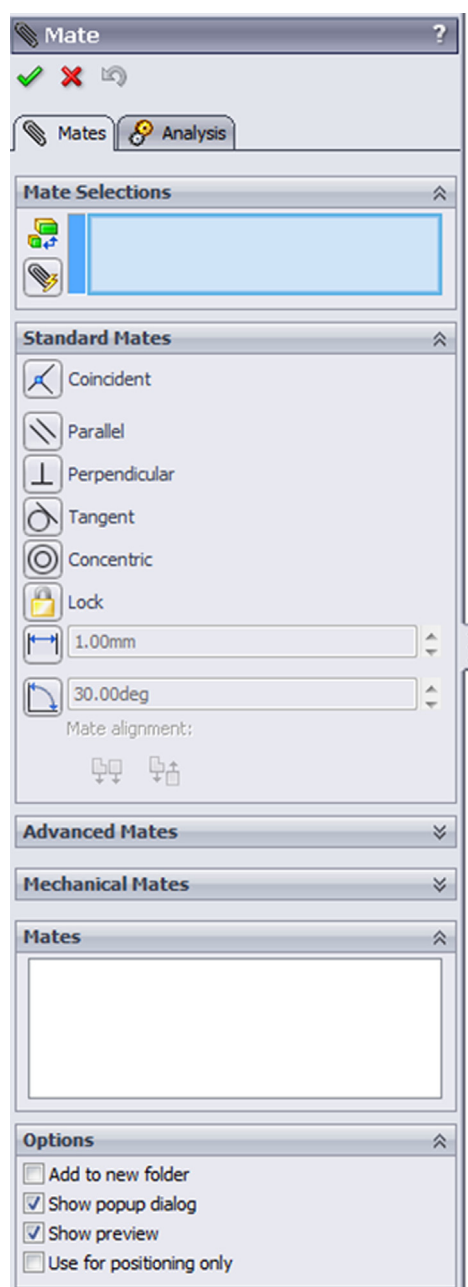 Mate ?
Mates Analysis
Mate Selections
Standard Mates
Coincident
Parallel
Perpendicular
Tangent
Concentric
Lock
1.00mm
30.00deg
Mate alignment:
Advanced Mates
Mechanical Mates
Mates
Options
Add to new folder
Show popup dialog
Show preview
Use for positioning only